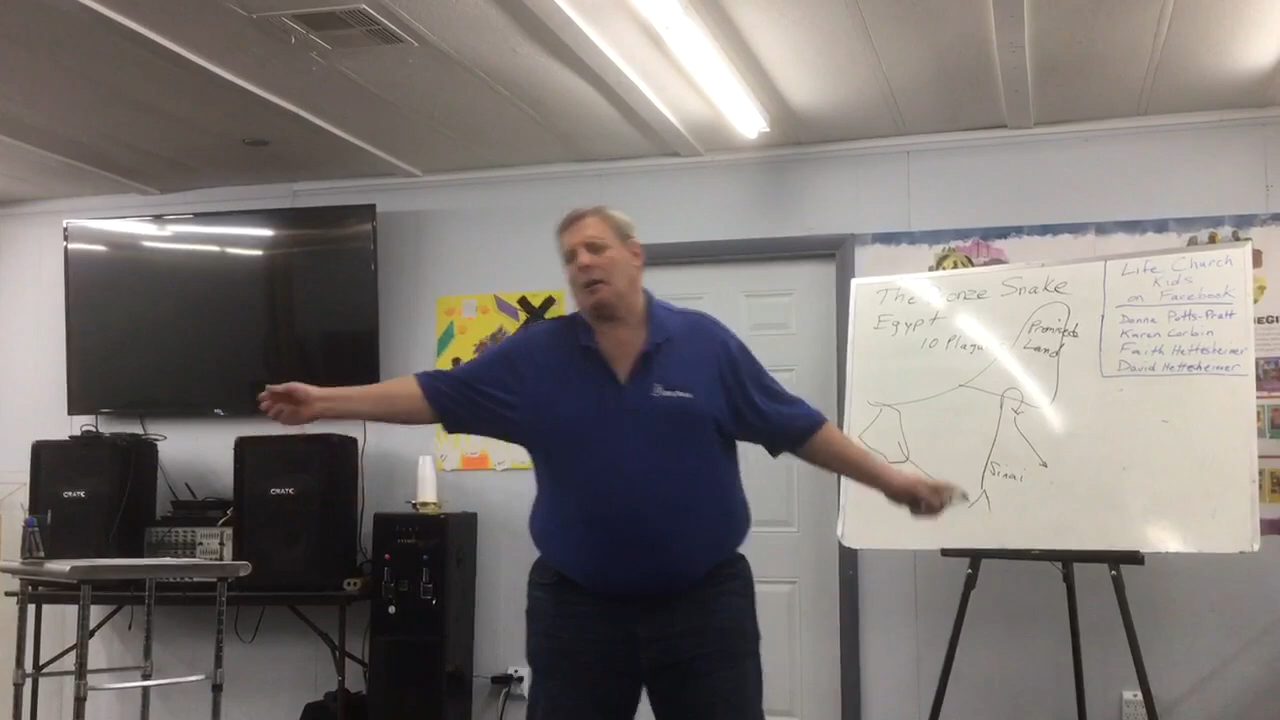 CRATE
CRATE
The Bronze Snake
Egypt
10 Plagues
Promised
Land
Sinai
Life Church
Kids
on Facebook
Donna Potts-Pratt
Karen Corbin
Faith Hettesheimer
David Hettesheimer